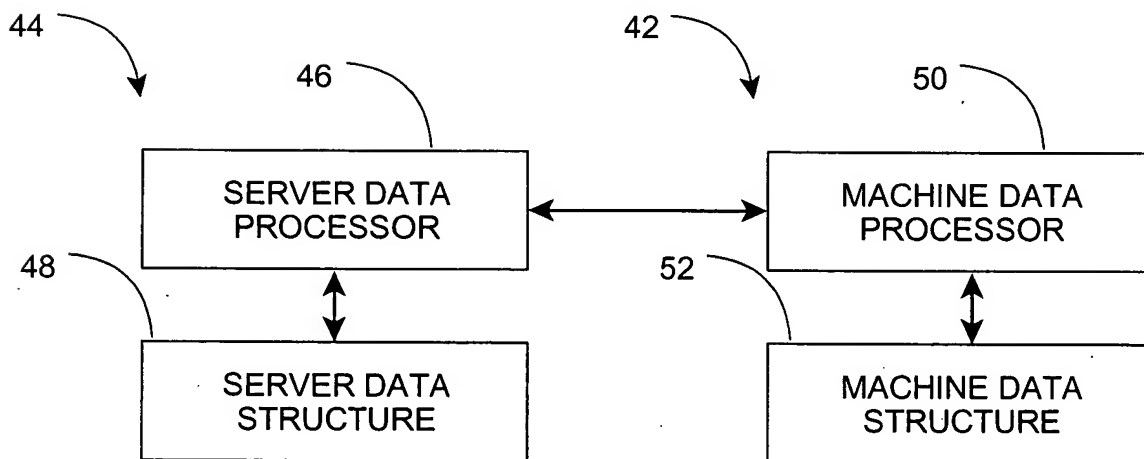 44
42
46
50
SERVER DATA
PROCESSOR
MACHINE DATA
PROCESSOR
48
52
SERVER DATA
STRUCTURE
MACHINE DATA
STRUCTURE